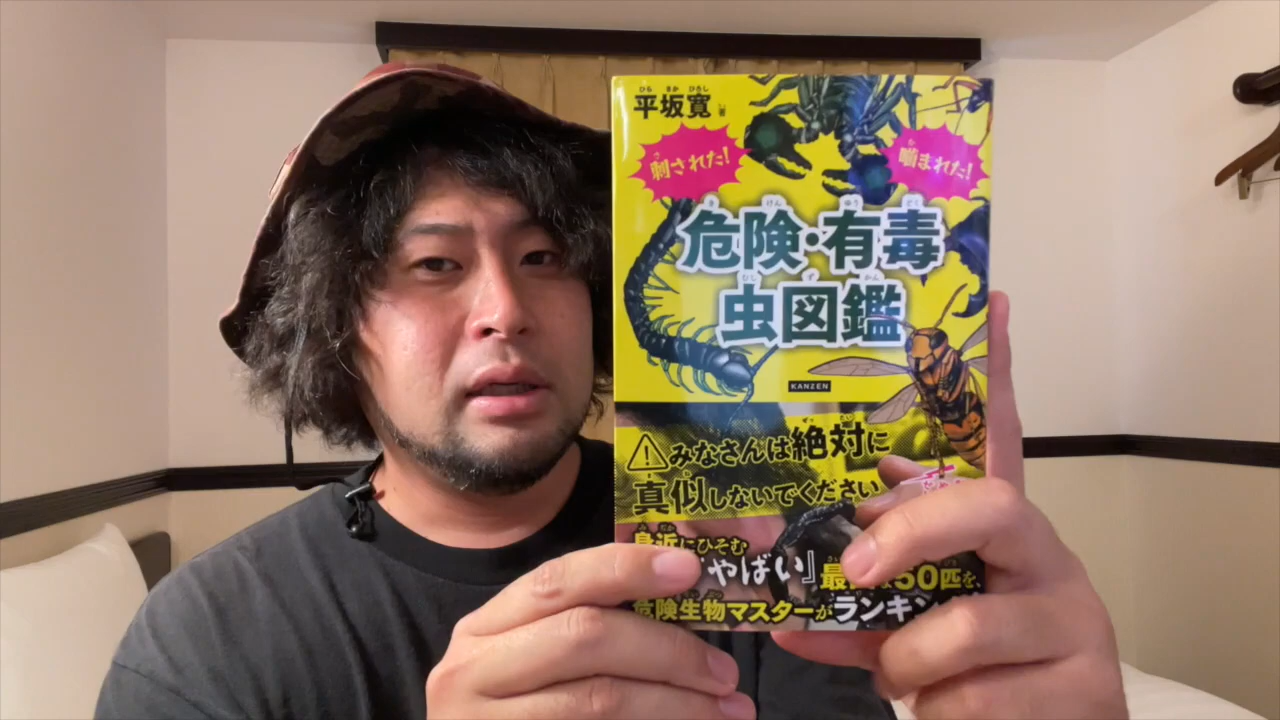 平坂寛 著
刺された!
噛まれた!
危険・有毒
虫図鑑
KANZEN
みなさんは絶対に
真似しないでください
身近にひそむ
やばい』
50匹を、
危険生物マスターがランキン